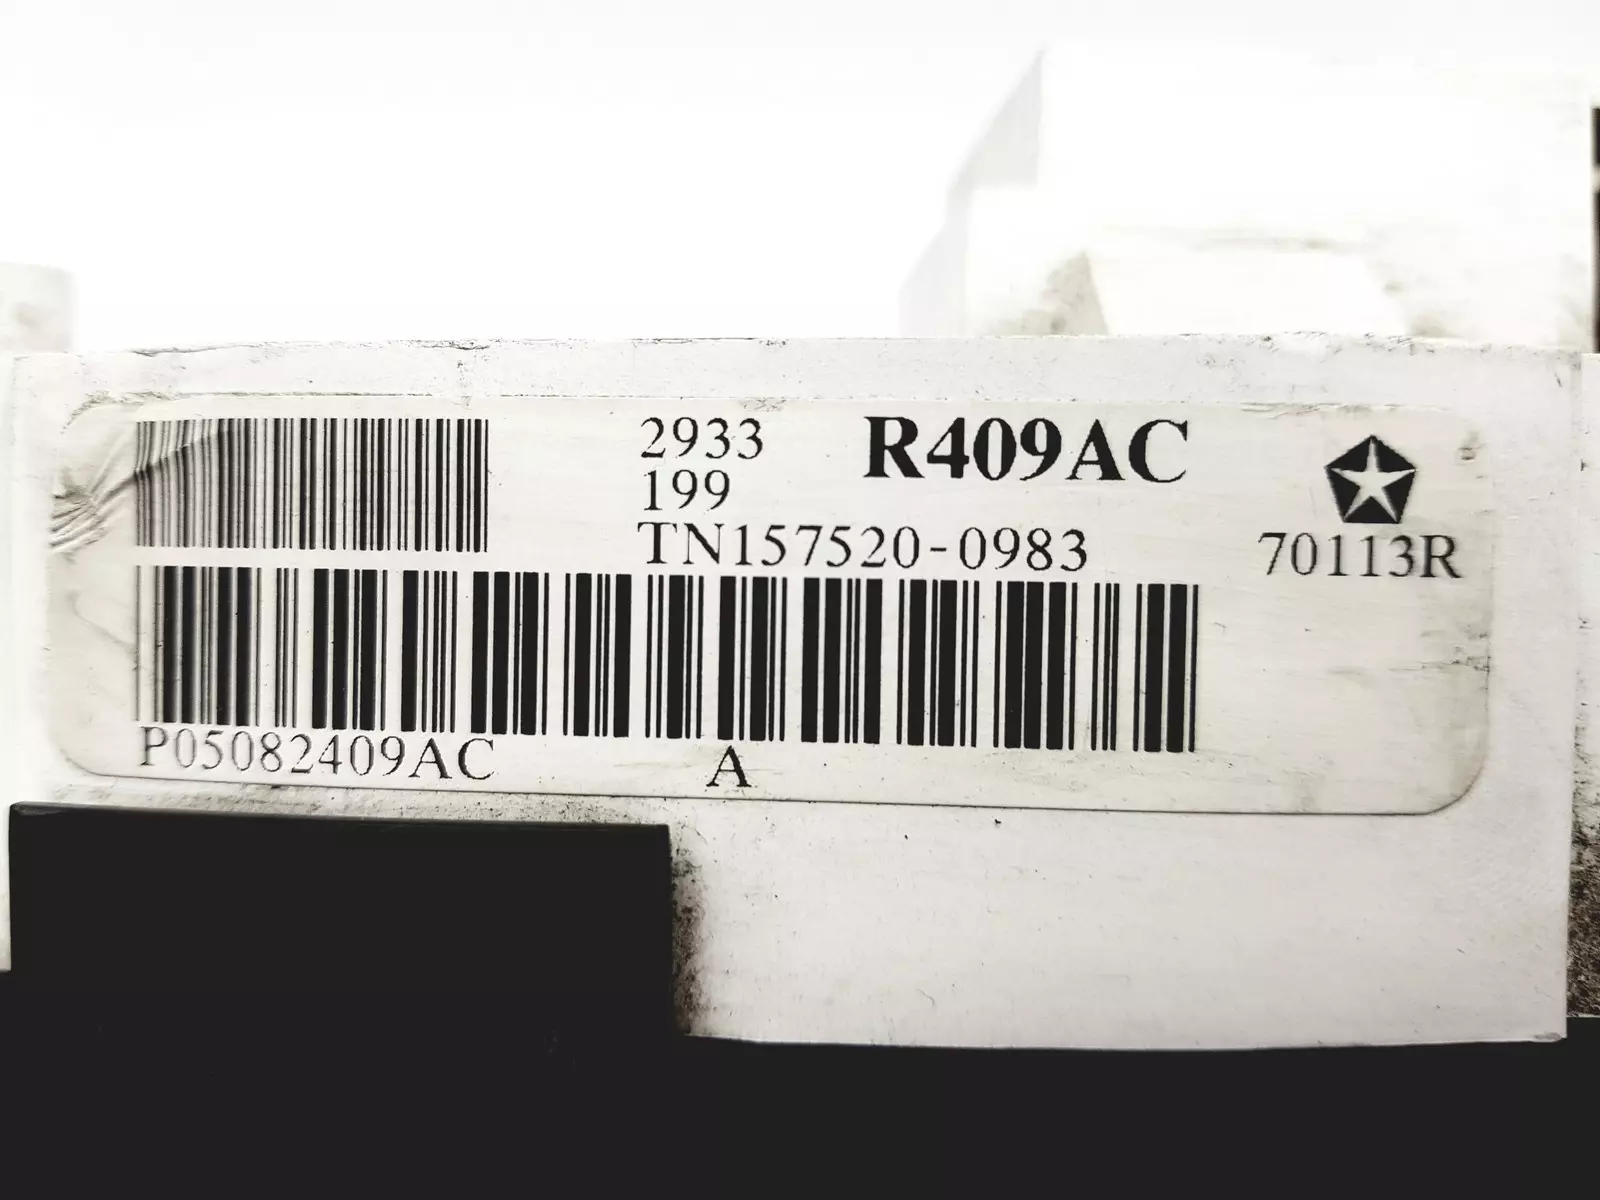 2933
199
R409AC
TN157520-0983
70113R
P05082409AC
A